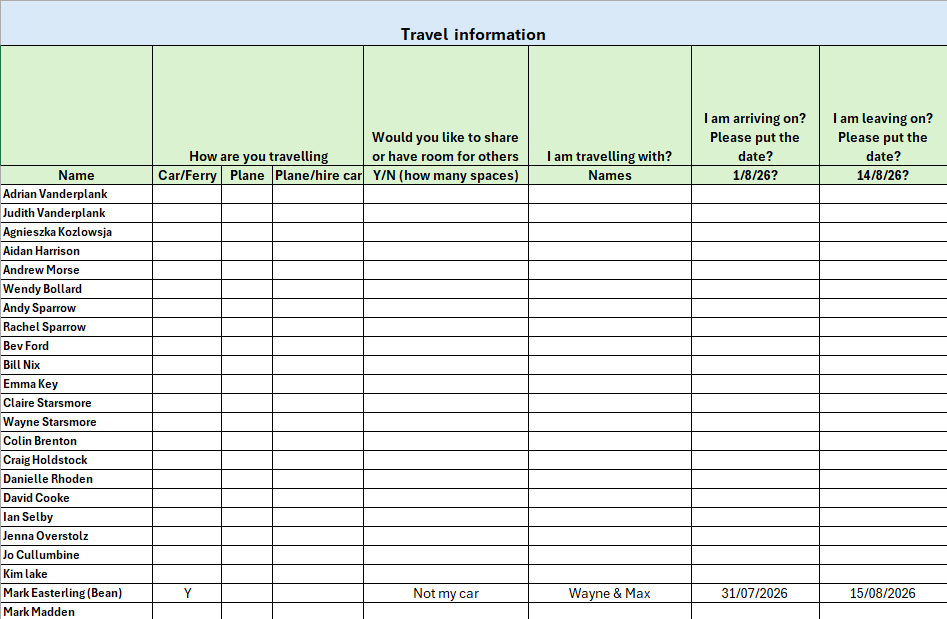 Travel information
How are you travelling
Would you like to share
or have room for others
I am travelling with?
I am arriving on?
Please put the
date?
I am leaving on?
Please put the
date?
Name Car/Ferry Plane Plane/hire car Y/N (how many spaces) Names 1/8/26? 14/8/26?
Adrian Vanderplank
Judith Vanderplank
Agnieszka Kozlowsja
Aidan Harrison
Andrew Morse
Wendy Bollard
Andy Sparrow
Rachel Sparrow
Bev Ford
Bill Nix
Emma Key
Claire Starsmore
Wayne Starsmore
Colin Brenton
Craig Holdstock
Danielle Rhoden
David Cooke
Ian Selby
Jenna Overstolz
Jo Cullumbine
Kim lake
Mark Easterling (Bean) Y Not my car Wayne & Max 31/07/2026 15/08/2026
Mark Madden